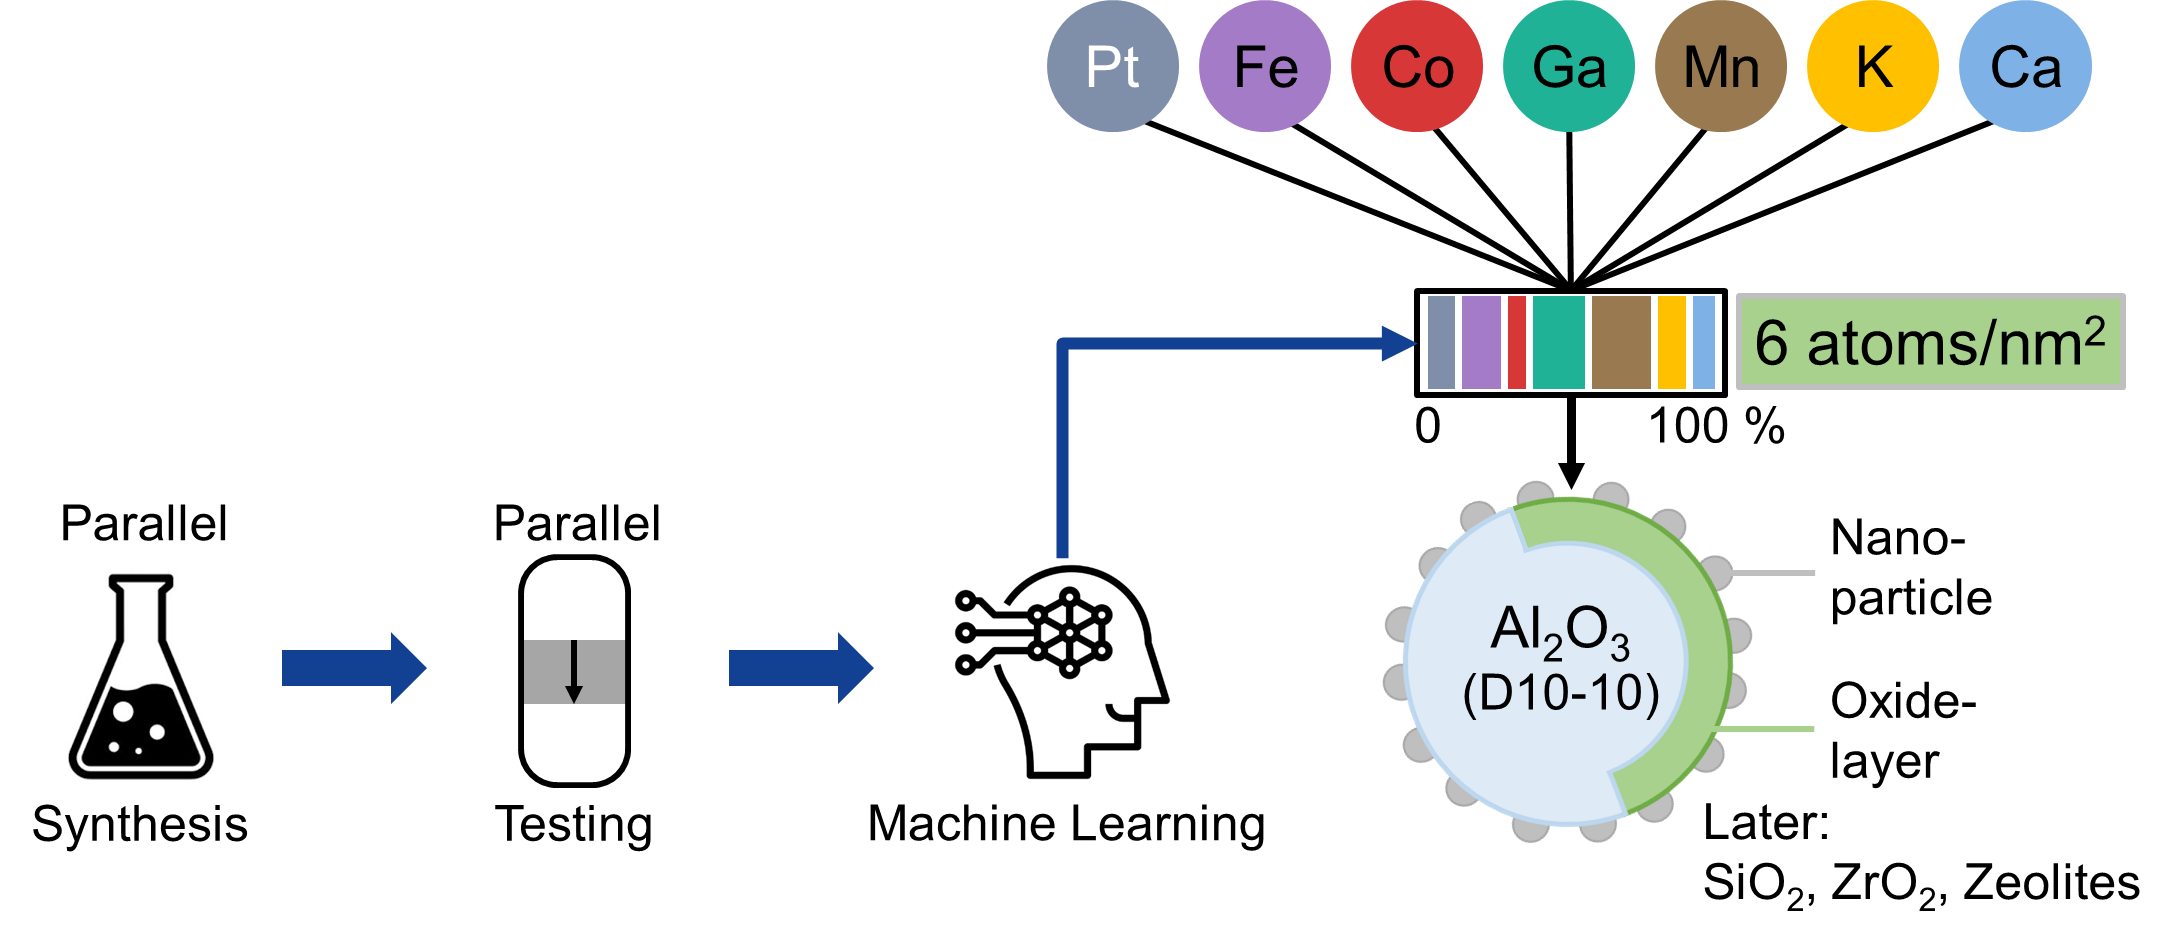 Pt Fe Co Ga Mn K Ca
6 atoms/nm²
0 100 %
Parallel
Synthesis
Parallel
Testing
Machine Learning
Al₂O₃
(D10-10)
Nano-
particle
Oxide-
layer
Later:
SiO₂, ZrO₂, Zeolites